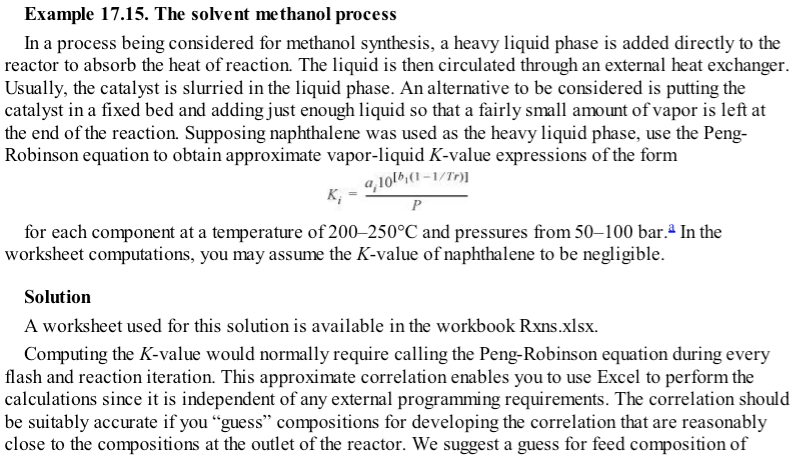 Example 17.15. The solvent methanol process
In a process being considered for methanol synthesis, a heavy liquid phase is added directly to the
reactor to absorb the heat of reaction. The liquid is then circulated through an external heat exchanger.
Usually, the catalyst is slurried in the liquid phase. An alternative to be considered is putting the
catalyst in a fixed bed and adding just enough liquid so that a fairly small amount of vapor is left at
the end of the reaction. Supposing naphthalene was used as the heavy liquid phase, use the Peng-
Robinson equation to obtain approximate vapor-liquid K-value expressions of the form
K_i = a_i 10^[b_i(1−1/Tr)] / P
for each component at a temperature of 200–250°C and pressures from 50–100 bar.ª In the
worksheet computations, you may assume the K-value of naphthalene to be negligible.
Solution
A worksheet used for this solution is available in the workbook Rxns.xlsx.
Computing the K-value would normally require calling the Peng-Robinson equation during every
flash and reaction iteration. This approximate correlation enables you to use Excel to perform the
calculations since it is independent of any external programming requirements. The correlation should
be suitably accurate if you “guess” compositions for developing the correlation that are reasonably
close to the compositions at the outlet of the reactor. We suggest a guess for feed composition of